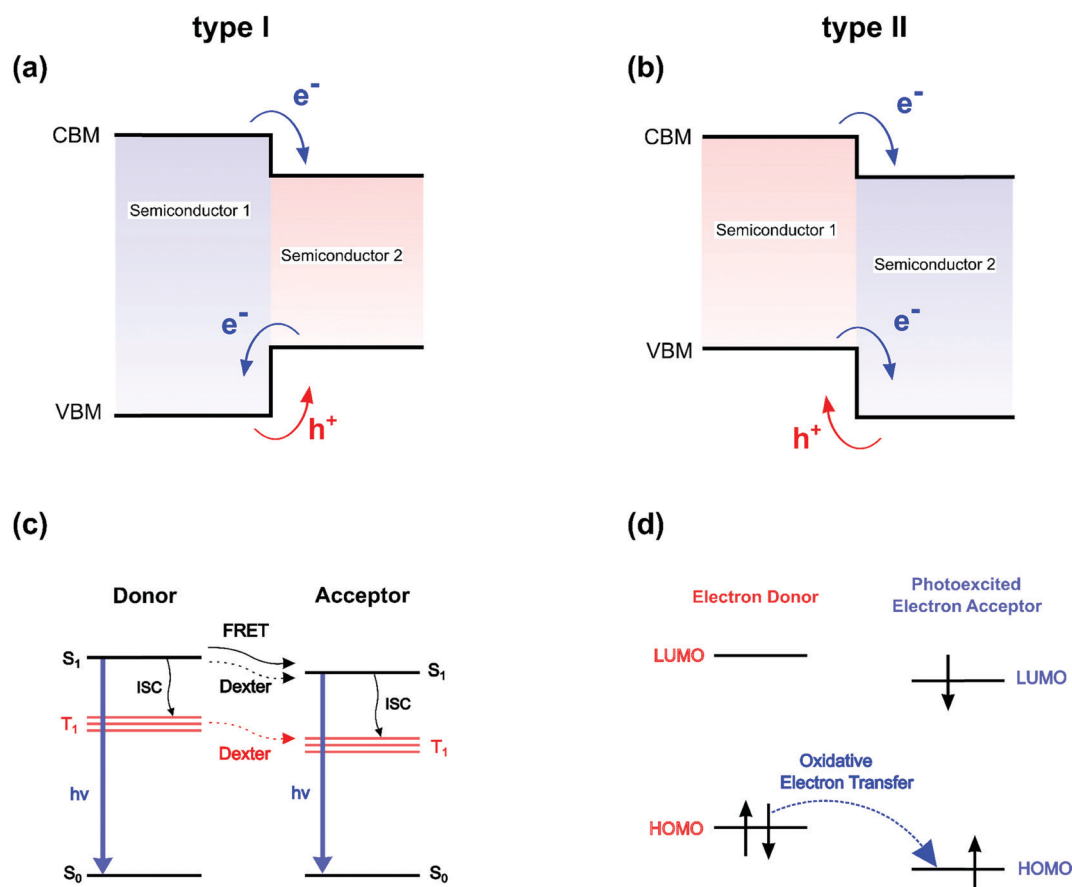 type I
type II
(a)
(b)
e⁻
e⁻
CBM
CBM
Semiconductor 1
Semiconductor 2
Semiconductor 1
Semiconductor 2
e⁻
e⁻
VBM
VBM
h⁺
h⁺
(c)
(d)
Donor
Acceptor
FRET
S₁
S₁
Dexter
ISC
ISC
T₁
Dexter
T₁
hν
hν
S₀
S₀
Electron Donor
Photoexcited
Electron Acceptor
LUMO
LUMO
Oxidative
Electron Transfer
HOMO
HOMO